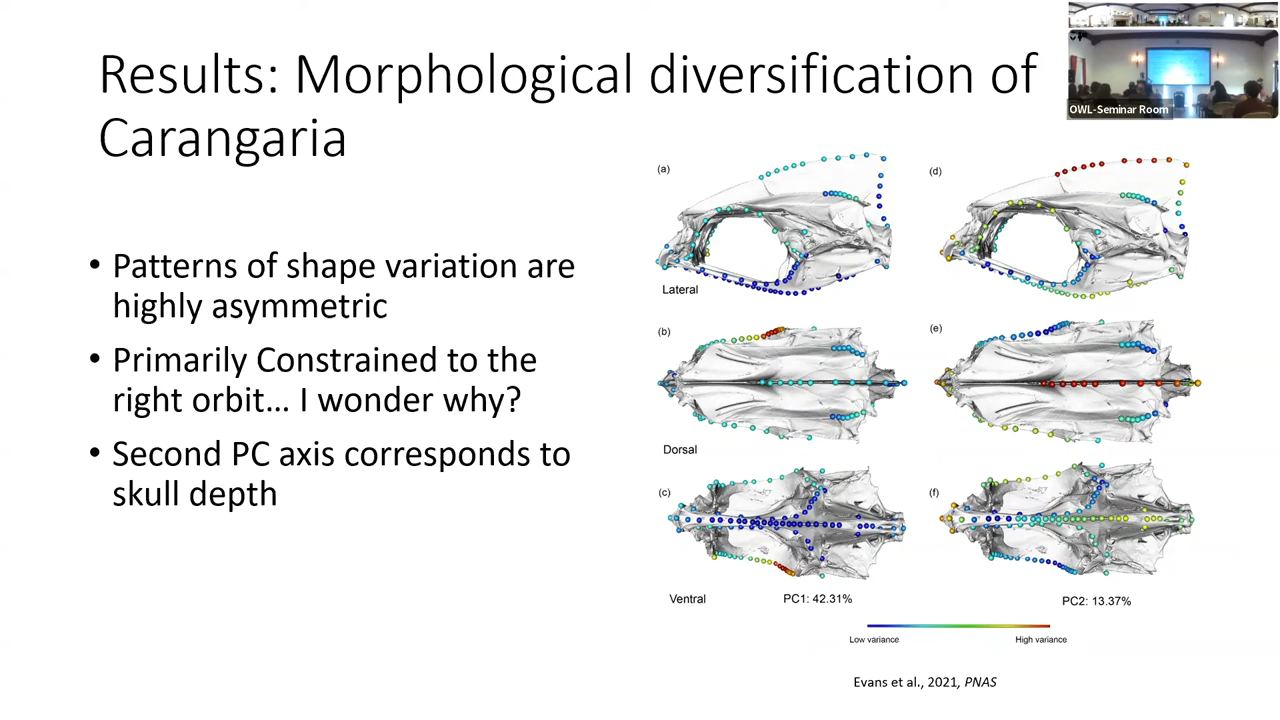 Results: Morphological diversification of
Carangaria
OWL-Seminar Room
• Patterns of shape variation are
highly asymmetric
• Primarily Constrained to the
right orbit... I wonder why?
• Second PC axis corresponds to
skull depth
(a)
(d)
Lateral
(b)
(e)
Dorsal
(c)
(f)
Ventral
PC1: 42.31%
PC2: 13.37%
Low variance
High variance
Evans et al., 2021, PNAS